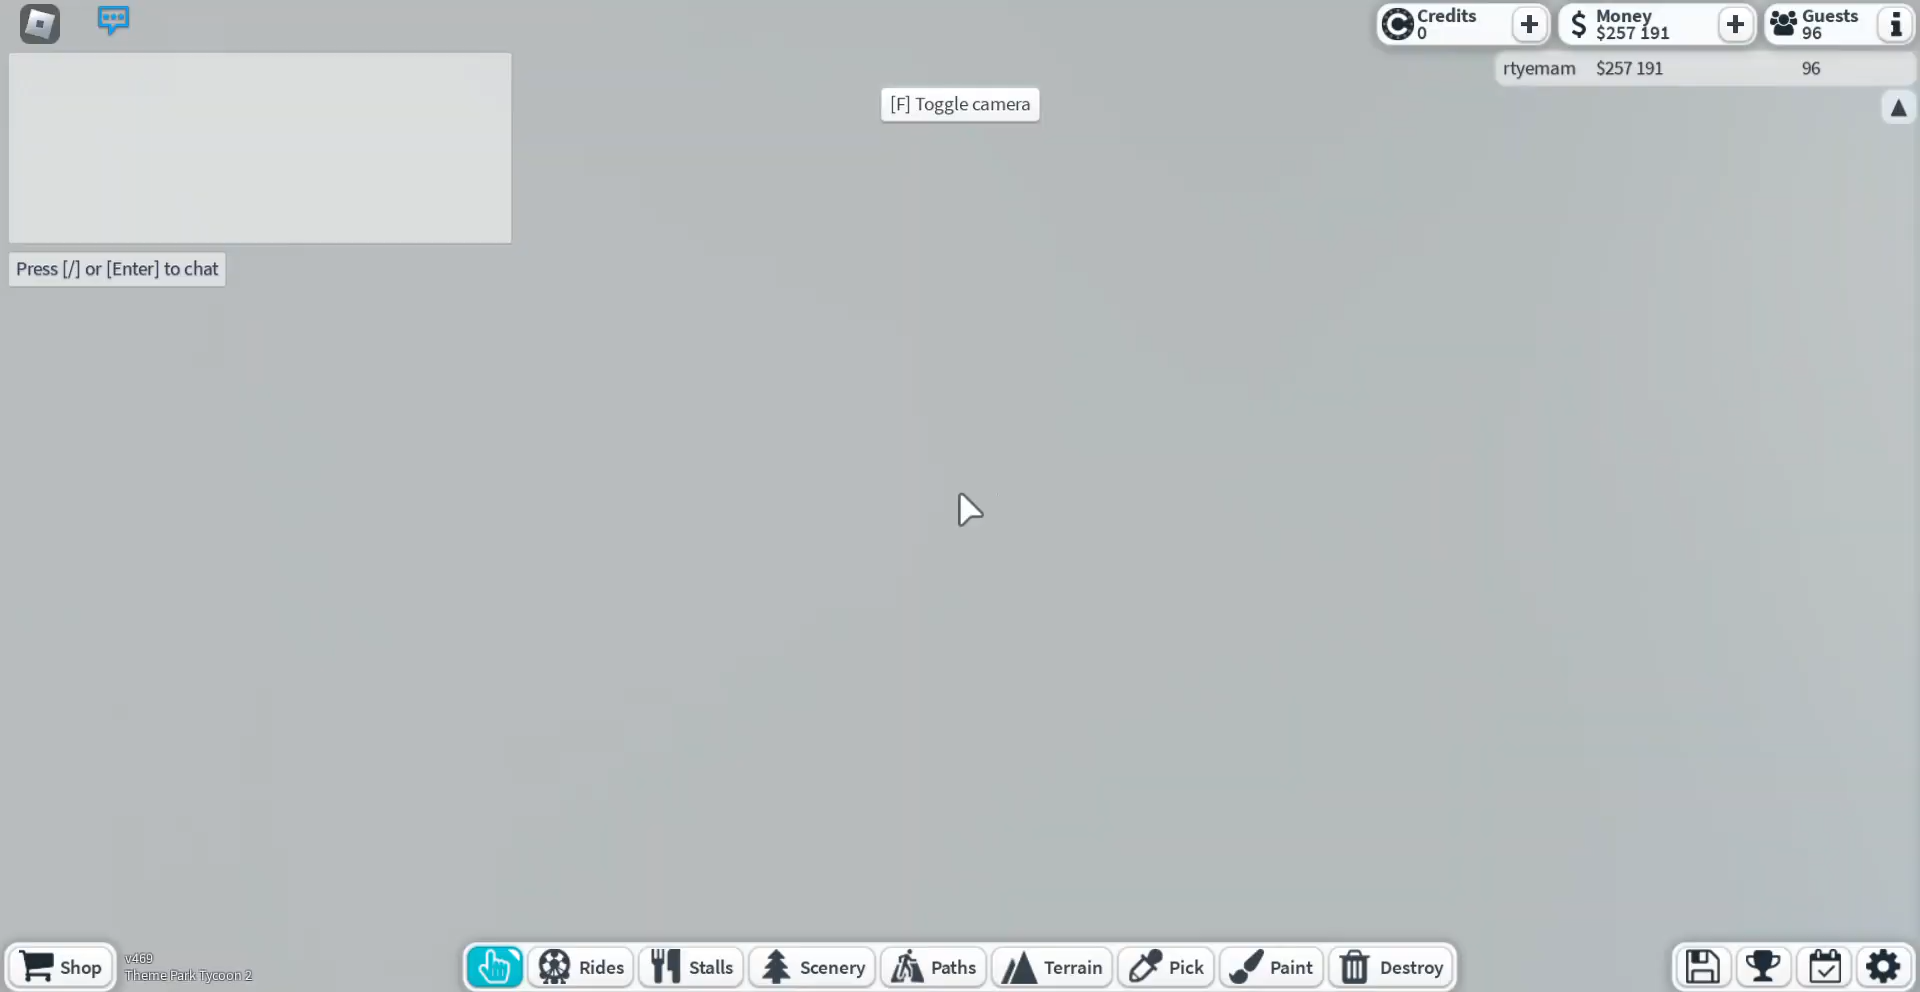 Credits
0
Money
$257 191
Guests
96
rtyemam $257 191 96
[F] Toggle camera
Press [/] or [Enter] to chat
Shop
v469
Theme Park Tycoon 2
Rides
Stalls
Scenery
Paths
Terrain
Pick
Paint
Destroy